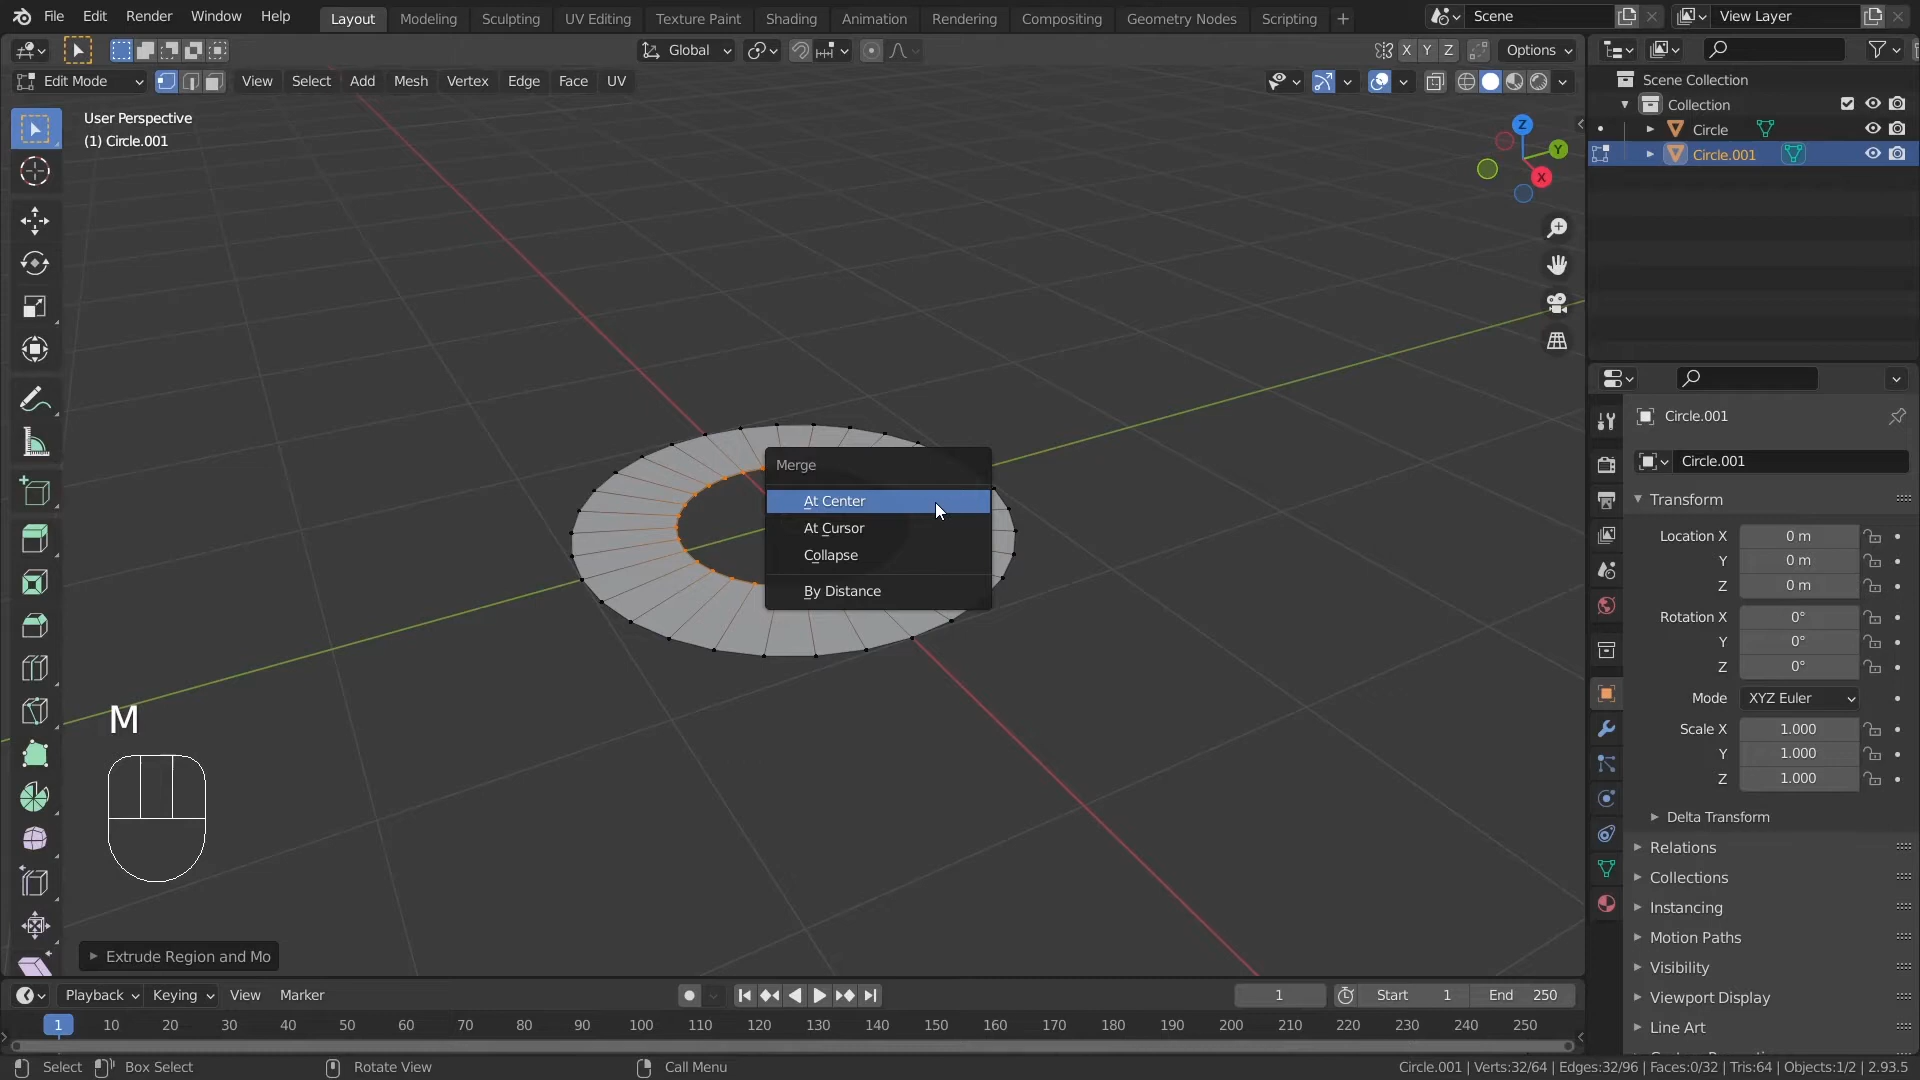 File Edit Render Window Help Layout Modeling Sculpting UV Editing Texture Paint Shading Animation Rendering Compositing Geometry Nodes Scripting + Scene View Layer
Global X Y Z Options
Edit Mode View Select Add Mesh Vertex Edge Face UV
User Perspective
(1) Circle.001
Z
Y
X
Scene Collection
Collection
Circle
Circle.001
Merge
At Center
At Cursor
Collapse
By Distance
M
Extrude Region and Mo
Circle.001
Circle.001
Transform
Location X 0 m
Y 0 m
Z 0 m
Rotation X 0°
Y 0°
Z 0°
Mode XYZ Euler
Scale X 1.000
Y 1.000
Z 1.000
Delta Transform
Relations
Collections
Instancing
Motion Paths
Visibility
Viewport Display
Line Art
Playback Keying View Marker 1 Start 1 End 250
1 10 20 30 40 50 60 70 80 90 100 110 120 130 140 150 160 170 180 190 200 210 220 230 240 250
Select Box Select Rotate View Call Menu Circle.001 | Verts:32/64 | Edges:32/96 | Faces:0/32 | Tris:64 | Objects:1/2 | 2.93.5